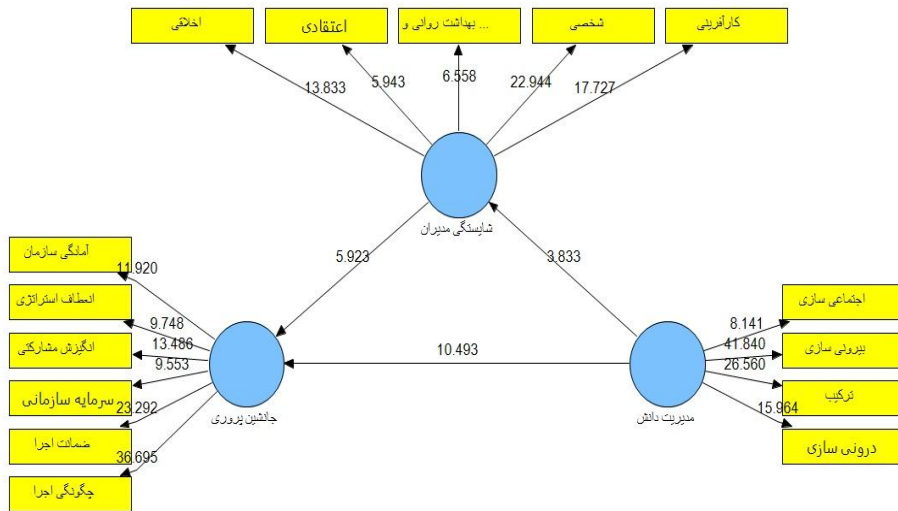 اخلاقی
اعتقادی
بهداشت روانی و ...
شخصی
کارآفرینی
13.833
5.943
6.558
22.944
17.727
شایستگی مدیران
5.923
3.833
آمادگی سازمان
11.920
انعطاف استراتژی
9.748
انگیزش مشارکتی
13.486
9.553
سرمایه سازمانی
23.292
ضمانت اجرا
36.695
چگونگی اجرا
جانشین پروری
10.493
مدیریت دانش
اجتماعی سازی
8.141
بیرونی سازی
41.840
26.560
ترکیب
15.964
درونی سازی